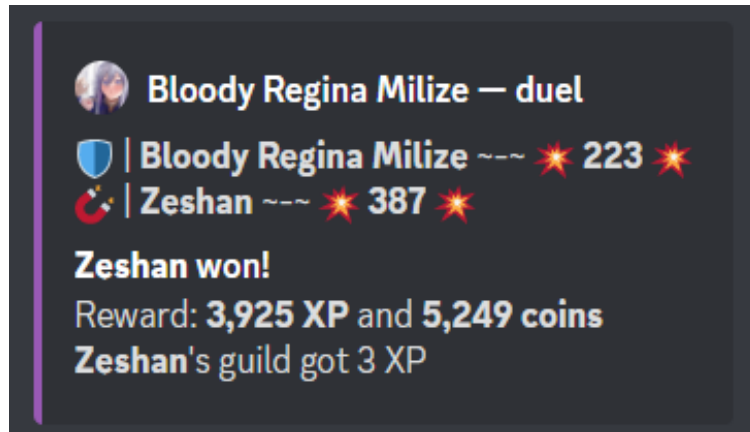 Bloody Regina Milize — duel
| Bloody Regina Milize ~-~ 💥 223 💥
| Zeshan ~-~ 💥 387 💥
Zeshan won!
Reward: 3,925 XP and 5,249 coins
Zeshan's guild got 3 XP